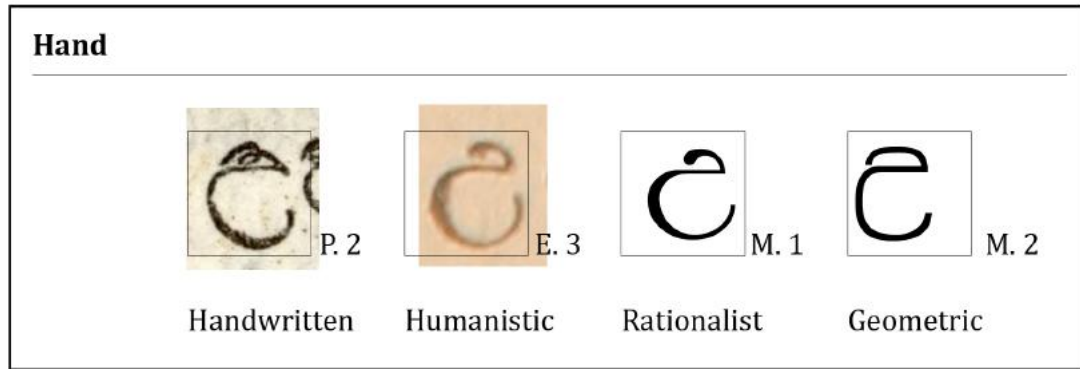 Hand
P. 2 E. 3 M. 1 M. 2
Handwritten Humanistic Rationalist Geometric